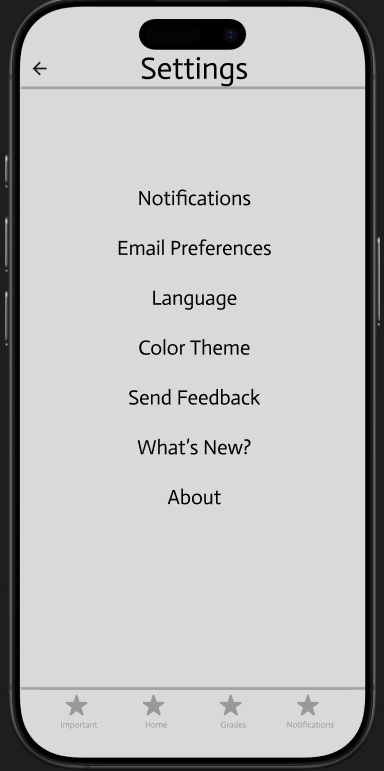 Settings
Notifications
Email Preferences
Language
Color Theme
Send Feedback
What's New?
About
Important Home Grades Notifications